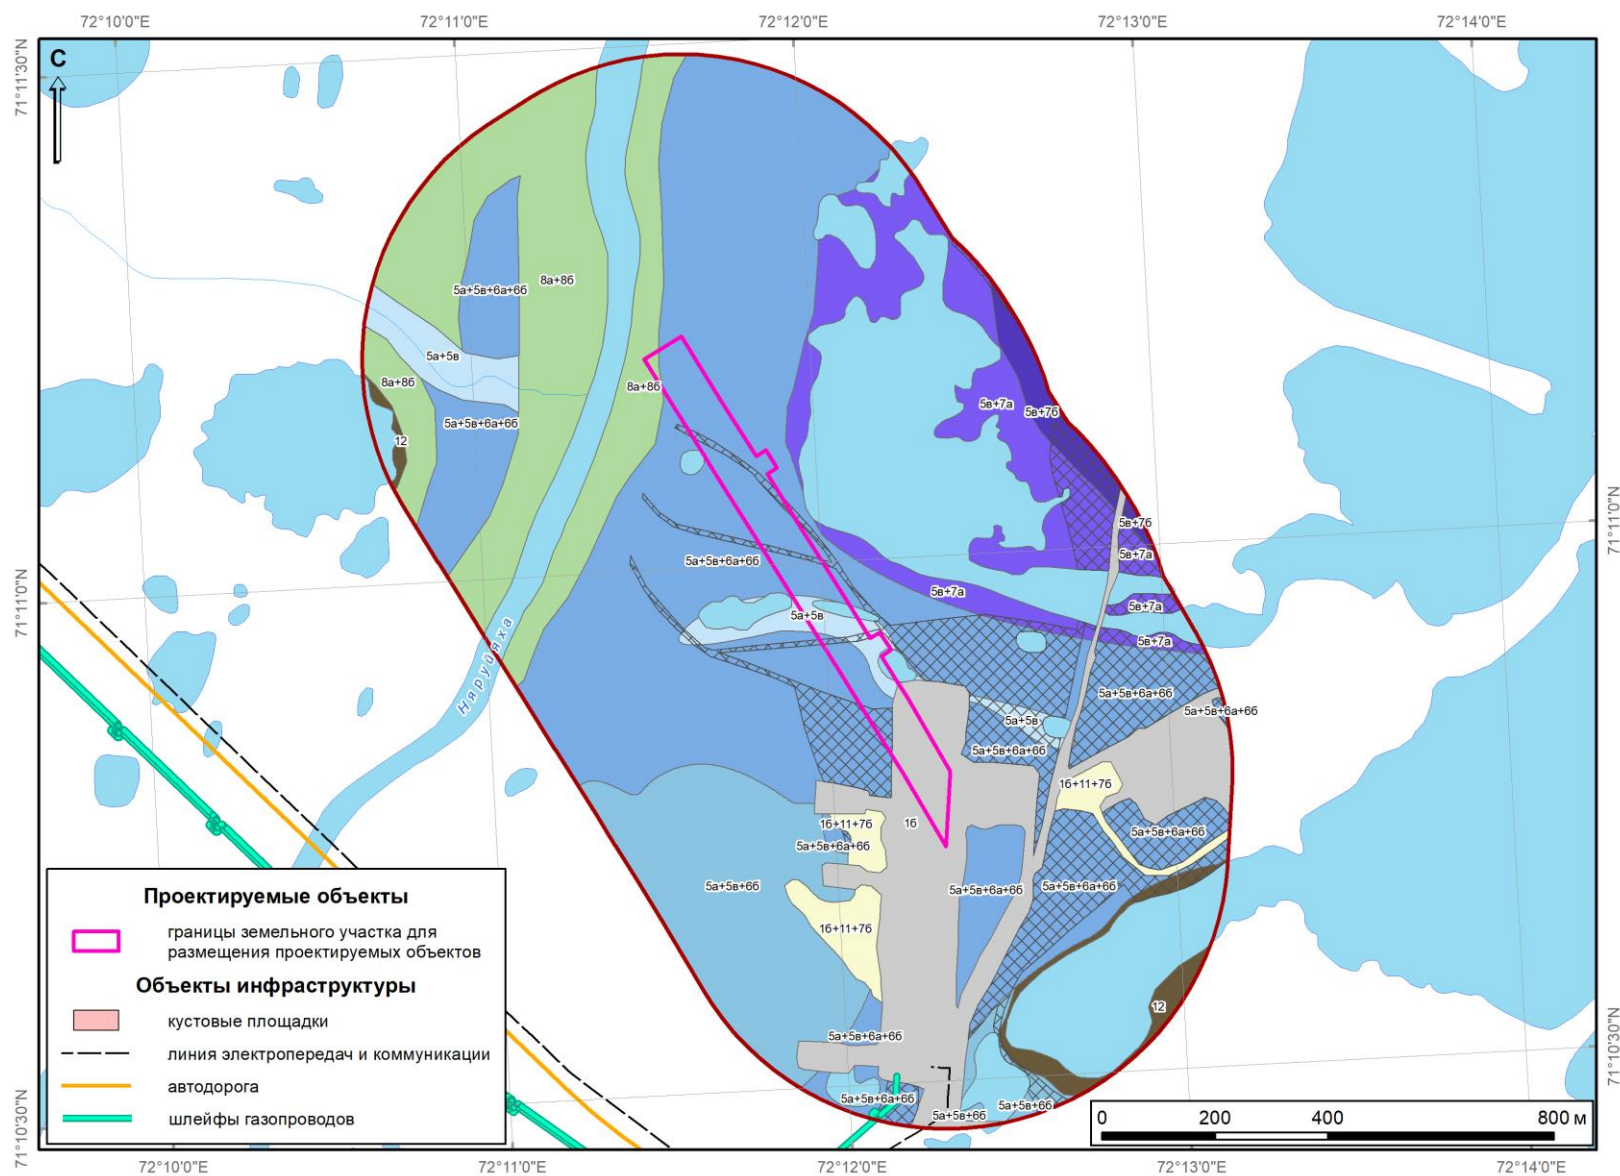 72°10'0"E
72°11'0"E
72°12'0"E
72°13'0"E
72°14'0"E
71°11'30"N
С
5а+5в+6а+6б
8а+8б
5а+5в
8а+8б
8а+8б
5в+7а
5в+7б
5а+5в+6а+6б
12
71°11'0"N
5в+7б
5в+7а
5а+5в+6а+6б
5в+7а
5в+7а
71°11'0"N
5а+5в
5в+7а
Няруйяха
5а+5в+6а+6б
5а+5в+6а+6б
5а+5в
5а+5в+6а+6б
1б+11+7б
1б+11+7б
1б
5а+5в+6а+6б
5а+5в+6а+6б
5а+5в+6б
5а+5в+6а+6б
5а+5в+6а+6б
1б+11+7б
12
5а+5в+6а+6б
71°10'30"N
5а+5в+6а+6б
5а+5в+6б
5а+5в+6а+6б
Проектируемые объекты
границы земельного участка для
размещения проектируемых объектов
Объекты инфраструктуры
кустовые площадки
линия электропередач и коммуникации
автодорога
шлейфы газопроводов
0 200 400 800 м
71°10'30"N
72°10'0"E
72°11'0"E
72°12'0"E
72°13'0"E
72°14'0"E